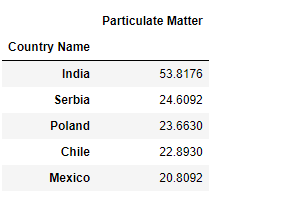 Particulate Matter
Country Name
India 53.8176
Serbia 24.6092
Poland 23.6630
Chile 22.8930
Mexico 20.8092